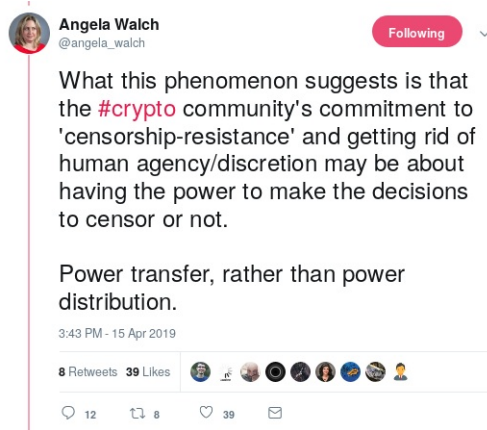 Angela Walch
@angela_walch
Following
What this phenomenon suggests is that
the #crypto community's commitment to
'censorship-resistance' and getting rid of
human agency/discretion may be about
having the power to make the decisions
to censor or not.
Power transfer, rather than power
distribution.
3:43 PM - 15 Apr 2019
8 Retweets 39 Likes
12 8 39